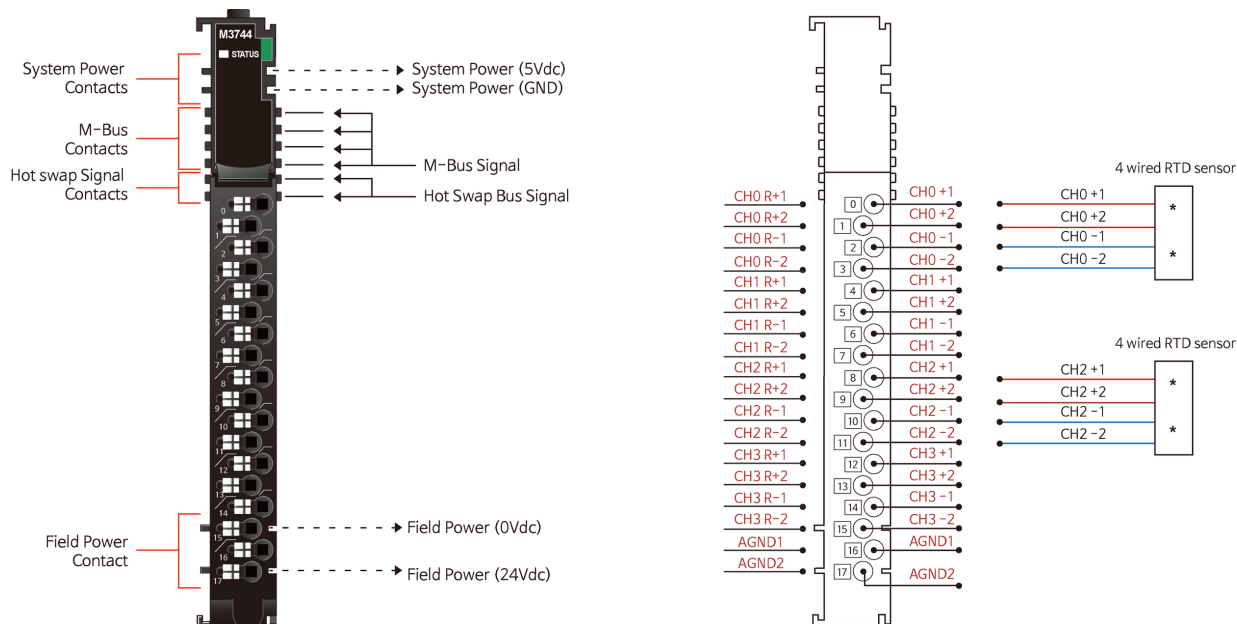 M3744
STATUS
System Power
Contacts
System Power (5Vdc)
System Power (GND)
M-Bus
Contacts
M-Bus Signal
Hot swap Signal
Contacts
Hot Swap Bus Signal
0
1
2
3
4
5
6
7
8
9
10
11
12
13
14
15
16
17
Field Power
Contact
Field Power (0Vdc)
Field Power (24Vdc)
CH0 R+1
CH0 R+2
CH0 R-1
CH0 R-2
CH1 R+1
CH1 R+2
CH1 R-1
CH1 R-2
CH2 R+1
CH2 R+2
CH2 R-1
CH2 R-2
CH3 R+1
CH3 R+2
CH3 R-1
CH3 R-2
AGND1
AGND2
0
1
2
3
4
5
6
7
8
9
10
11
12
13
14
15
16
17
CH0 +1
CH0 +2
CH0 -1
CH0 -2
CH1 +1
CH1 +2
CH1 -1
CH1 -2
CH2 +1
CH2 +2
CH2 -1
CH2 -2
CH3 +1
CH3 +2
CH3 -1
CH3 -2
AGND1
AGND2
4 wired RTD sensor
CH0 +1
CH0 +2
CH0 -1
CH0 -2
*
*
4 wired RTD sensor
CH2 +1
CH2 +2
CH2 -1
CH2 -2
*
*